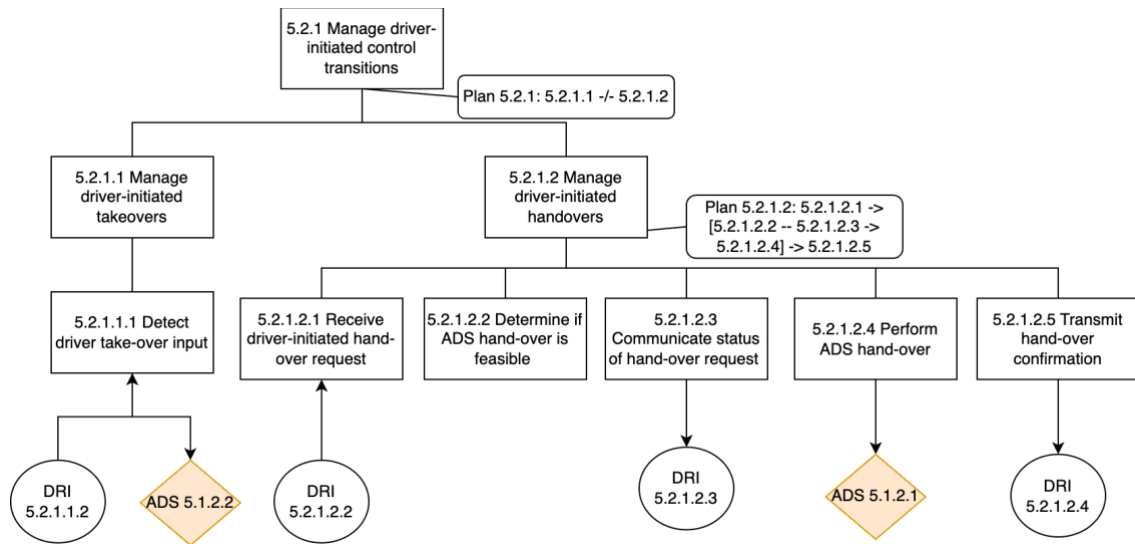 5.2.1 Manage driver-
initiated control
transitions
Plan 5.2.1: 5.2.1.1 -/- 5.2.1.2
5.2.1.1 Manage
driver-initiated
takeovers
5.2.1.2 Manage
driver-initiated
handovers
Plan 5.2.1.2: 5.2.1.2.1 ->
[5.2.1.2.2 -- 5.2.1.2.3 ->
5.2.1.2.4] -> 5.2.1.2.5
5.2.1.1.1 Detect
driver take-over input
5.2.1.2.1 Receive
driver-initiated hand-
over request
5.2.1.2.2 Determine if
ADS hand-over is
feasible
5.2.1.2.3
Communicate status
of hand-over request
5.2.1.2.4 Perform
ADS hand-over
5.2.1.2.5 Transmit
hand-over
confirmation
DRI
5.2.1.1.2
ADS 5.1.2.2
DRI
5.2.1.2.2
DRI
5.2.1.2.3
ADS 5.1.2.1
DRI
5.2.1.2.4